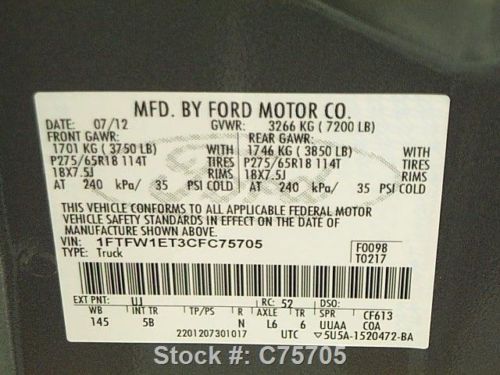 MFD. BY FORD MOTOR CO.
DATE: 07/12 GVWR: 3266 KG ( 7200 LB)
FRONT GAWR: REAR GAWR:
1701 KG ( 3750 LB) 1746 KG ( 3850 LB)
P275/65R18 114T TIRES P275/65R18 114T TIRES
18X7.5J RIMS 18X7.5J RIMS
AT 240 kPa/ 35 PSI COLD AT 240 kPa/ 35 PSI COLD
THIS VEHICLE CONFORMS TO ALL APPLICABLE FEDERAL MOTOR
VEHICLE SAFETY STANDARDS IN EFFECT ON THE DATE OF
MANUFACTURE SHOWN ABOVE.
VIN: 1FTFW1ET3CFC75705 F0098
TYPE: Truck T0217
EXT PNT: UJ RC: 52 DSO:
WB INT TR TP/PS R AXLE TR SPR CF613
145 5B N L6 6 UUAA COA
2201207301017 UTC 5U5A-1520472-BA
Stock #: C75705